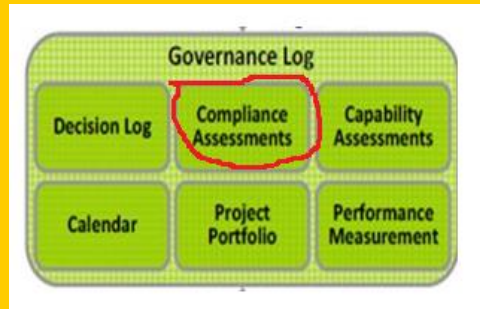 Governance Log
Decision Log
Compliance
Assessments
Capability
Assessments
Calendar
Project
Portfolio
Performance
Measurement